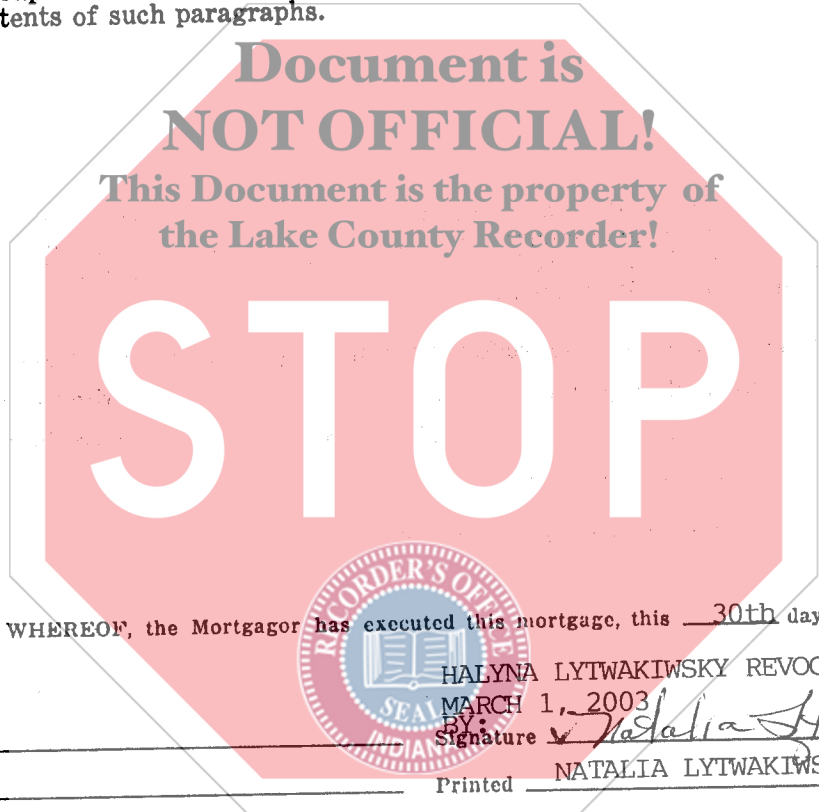 tents of such paragraphs.
Document is
NOT OFFICIAL!
This Document is the property of
the Lake County Recorder!
STOP
RECORDER'S OFFICE
WHEREOF, the Mortgagor has executed this mortgage, this 30th day
HALYNA LYTWAKIWSKY REVOC
MARCH 1, 2003
SEAL
BY:
Signature Natalia Ly
INDIANA
Printed NATALIA LYTWAKIWS